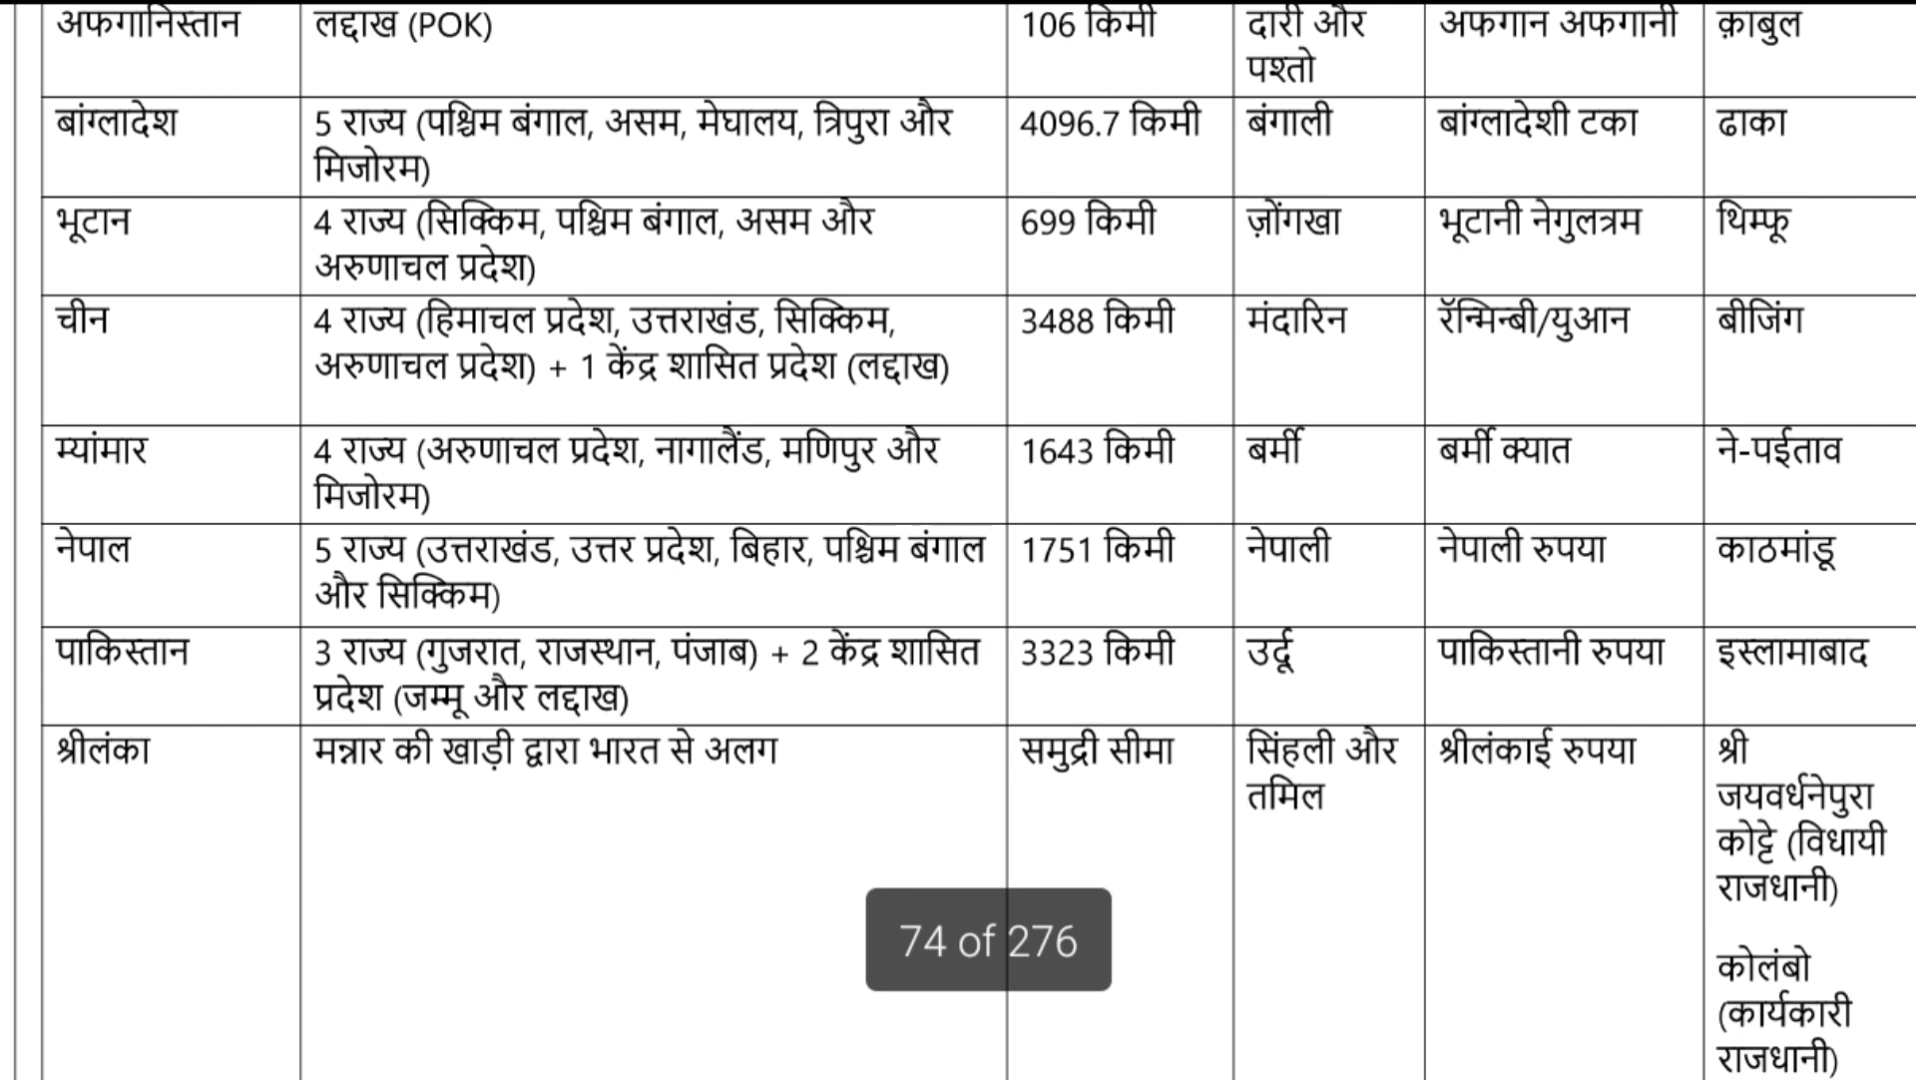 अफगानिस्तान लद्दाख (POK) 106 किमी दारी और अफगान अफगानी क़ाबुल
पश्तो
बांग्लादेश 5 राज्य (पश्चिम बंगाल, असम, मेघालय, त्रिपुरा और 4096.7 किमी बंगाली बांग्लादेशी टका ढाका
मिजोरम)
भूटान 4 राज्य (सिक्किम, पश्चिम बंगाल, असम और 699 किमी ज़ोंगखा भूटानी नेगुलत्रम थिम्फू
अरुणाचल प्रदेश)
चीन 4 राज्य (हिमाचल प्रदेश, उत्तराखंड, सिक्किम, 3488 किमी मंदारिन रॅन्मिन्बी/युआन बीजिंग
अरुणाचल प्रदेश) + 1 केंद्र शासित प्रदेश (लद्दाख)
म्यांमार 4 राज्य (अरुणाचल प्रदेश, नागालैंड, मणिपुर और 1643 किमी बर्मी बर्मी क्यात ने-पईताव
मिजोरम)
नेपाल 5 राज्य (उत्तराखंड, उत्तर प्रदेश, बिहार, पश्चिम बंगाल 1751 किमी नेपाली नेपाली रुपया काठमांडू
और सिक्किम)
पाकिस्तान 3 राज्य (गुजरात, राजस्थान, पंजाब) + 2 केंद्र शासित 3323 किमी उर्दू पाकिस्तानी रुपया इस्लामाबाद
प्रदेश (जम्मू और लद्दाख)
श्रीलंका मन्नार की खाड़ी द्वारा भारत से अलग समुद्री सीमा सिंहली और श्रीलंकाई रुपया श्री
तमिल जयवर्धनेपुरा
कोट्टे (विधायी
राजधानी)
74 of 276
कोलंबो
(कार्यकारी
राजधानी)